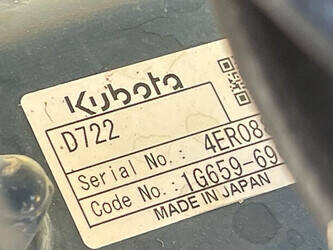 Kubota
D722
Serial No.: 4ER08
Code No.: 1G659-69
MADE IN JAPAN